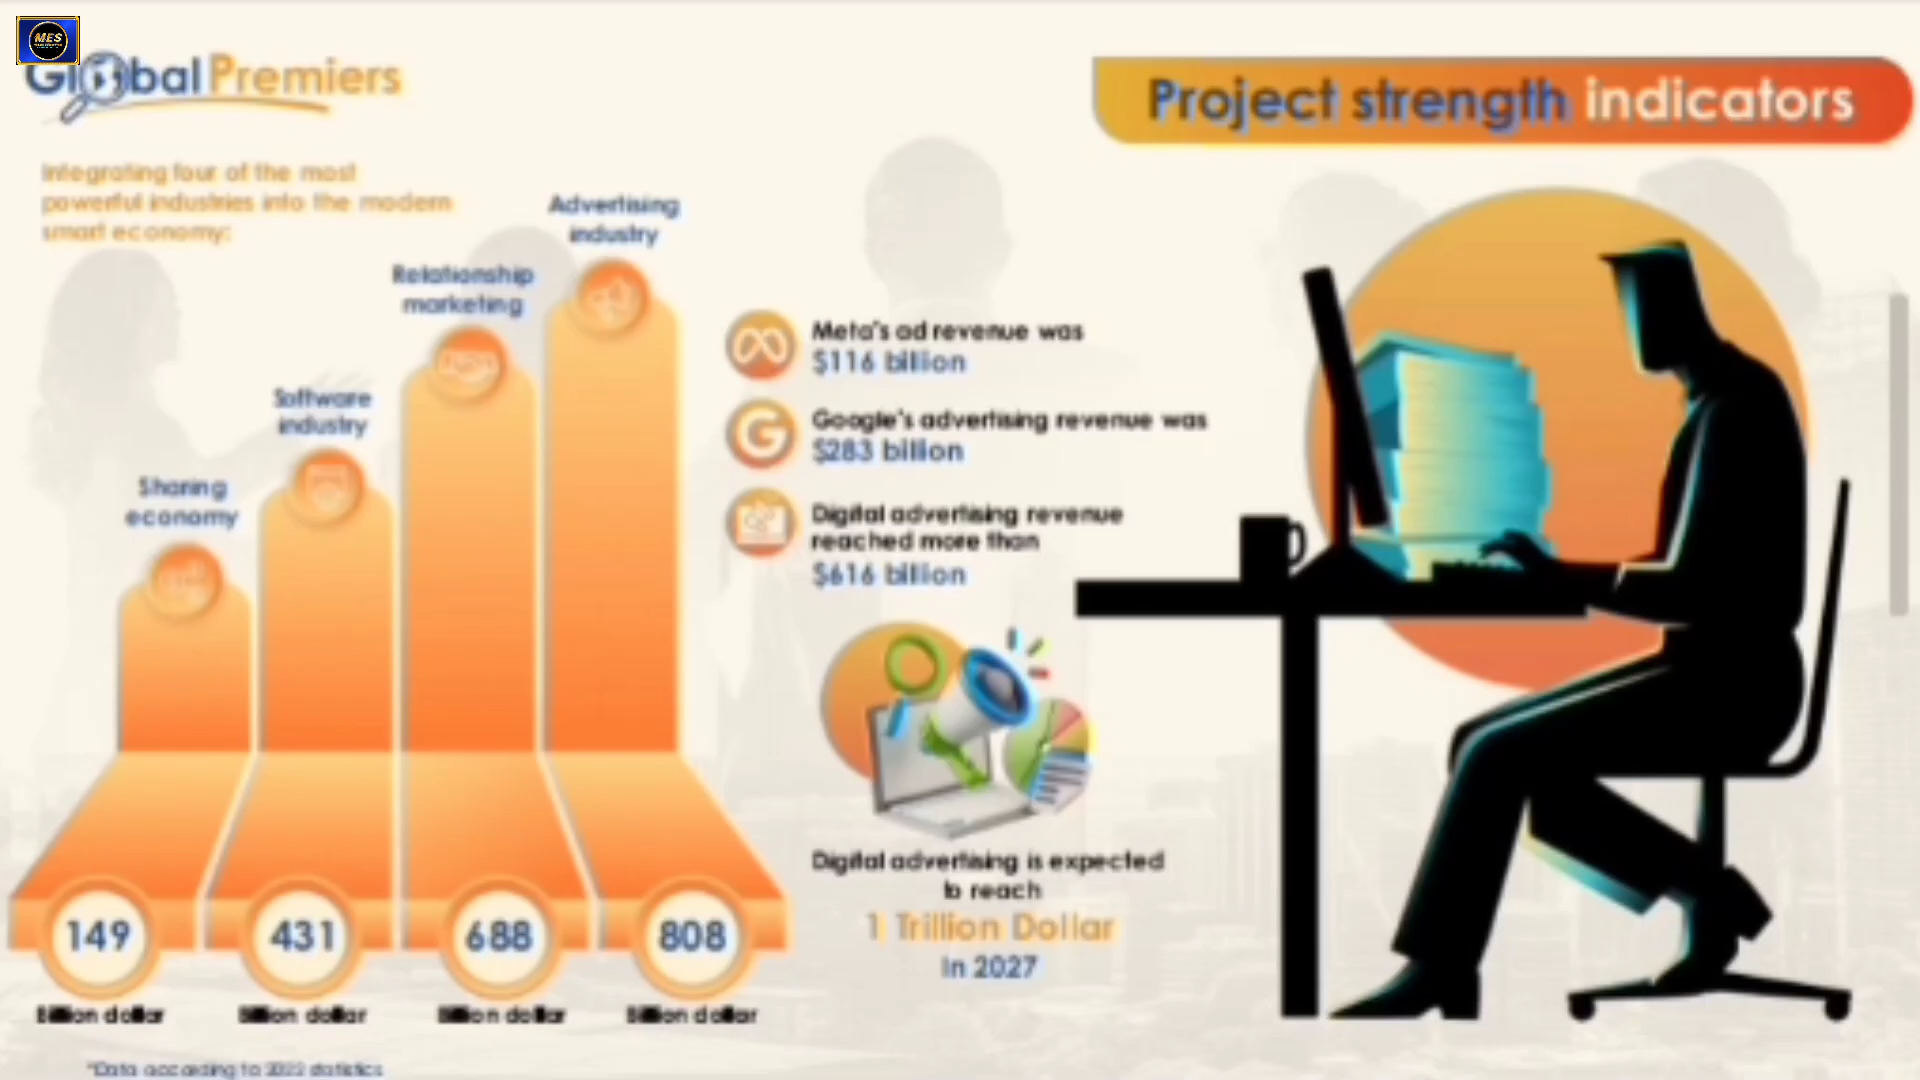 MES
Global Premiers
Project strength indicators
Integrating four of the most
powerful industries into the modern
smart economy:
Advertising
industry
Relationship
marketing
Software
industry
Sharing
economy
Meta's ad revenue was
$116 billion
Google's advertising revenue was
$283 billion
Digital advertising revenue
reached more than
$616 billion
Digital advertising is expected
to reach
1 Trillion Dollar
In 2027
149
431
688
808
Billion dollar
Billion dollar
Billion dollar
Billion dollar
*Data according to 2022 statistics